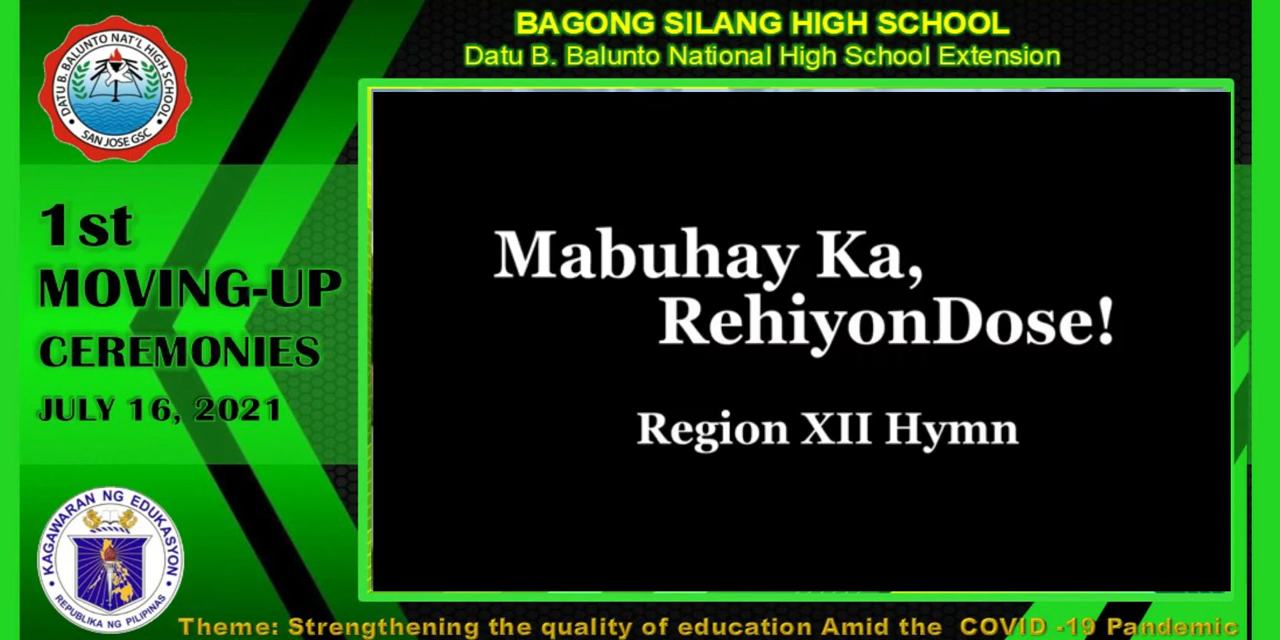 BAGONG SILANG HIGH SCHOOL
Datu B. Balunto National High School Extension
DATU B. BALUNTO NAT'L HIGH SCHOOL
SAN JOSE GSC
1st
MOVING-UP
CEREMONIES
JULY 16, 2021
Mabuhay Ka,
RehiyonDose!
Region XII Hymn
KAGAWARAN NG EDUKASYON
REPUBLIKA NG PILIPINAS
Theme: Strengthening the quality of education Amid the COVID -19 Pandemic